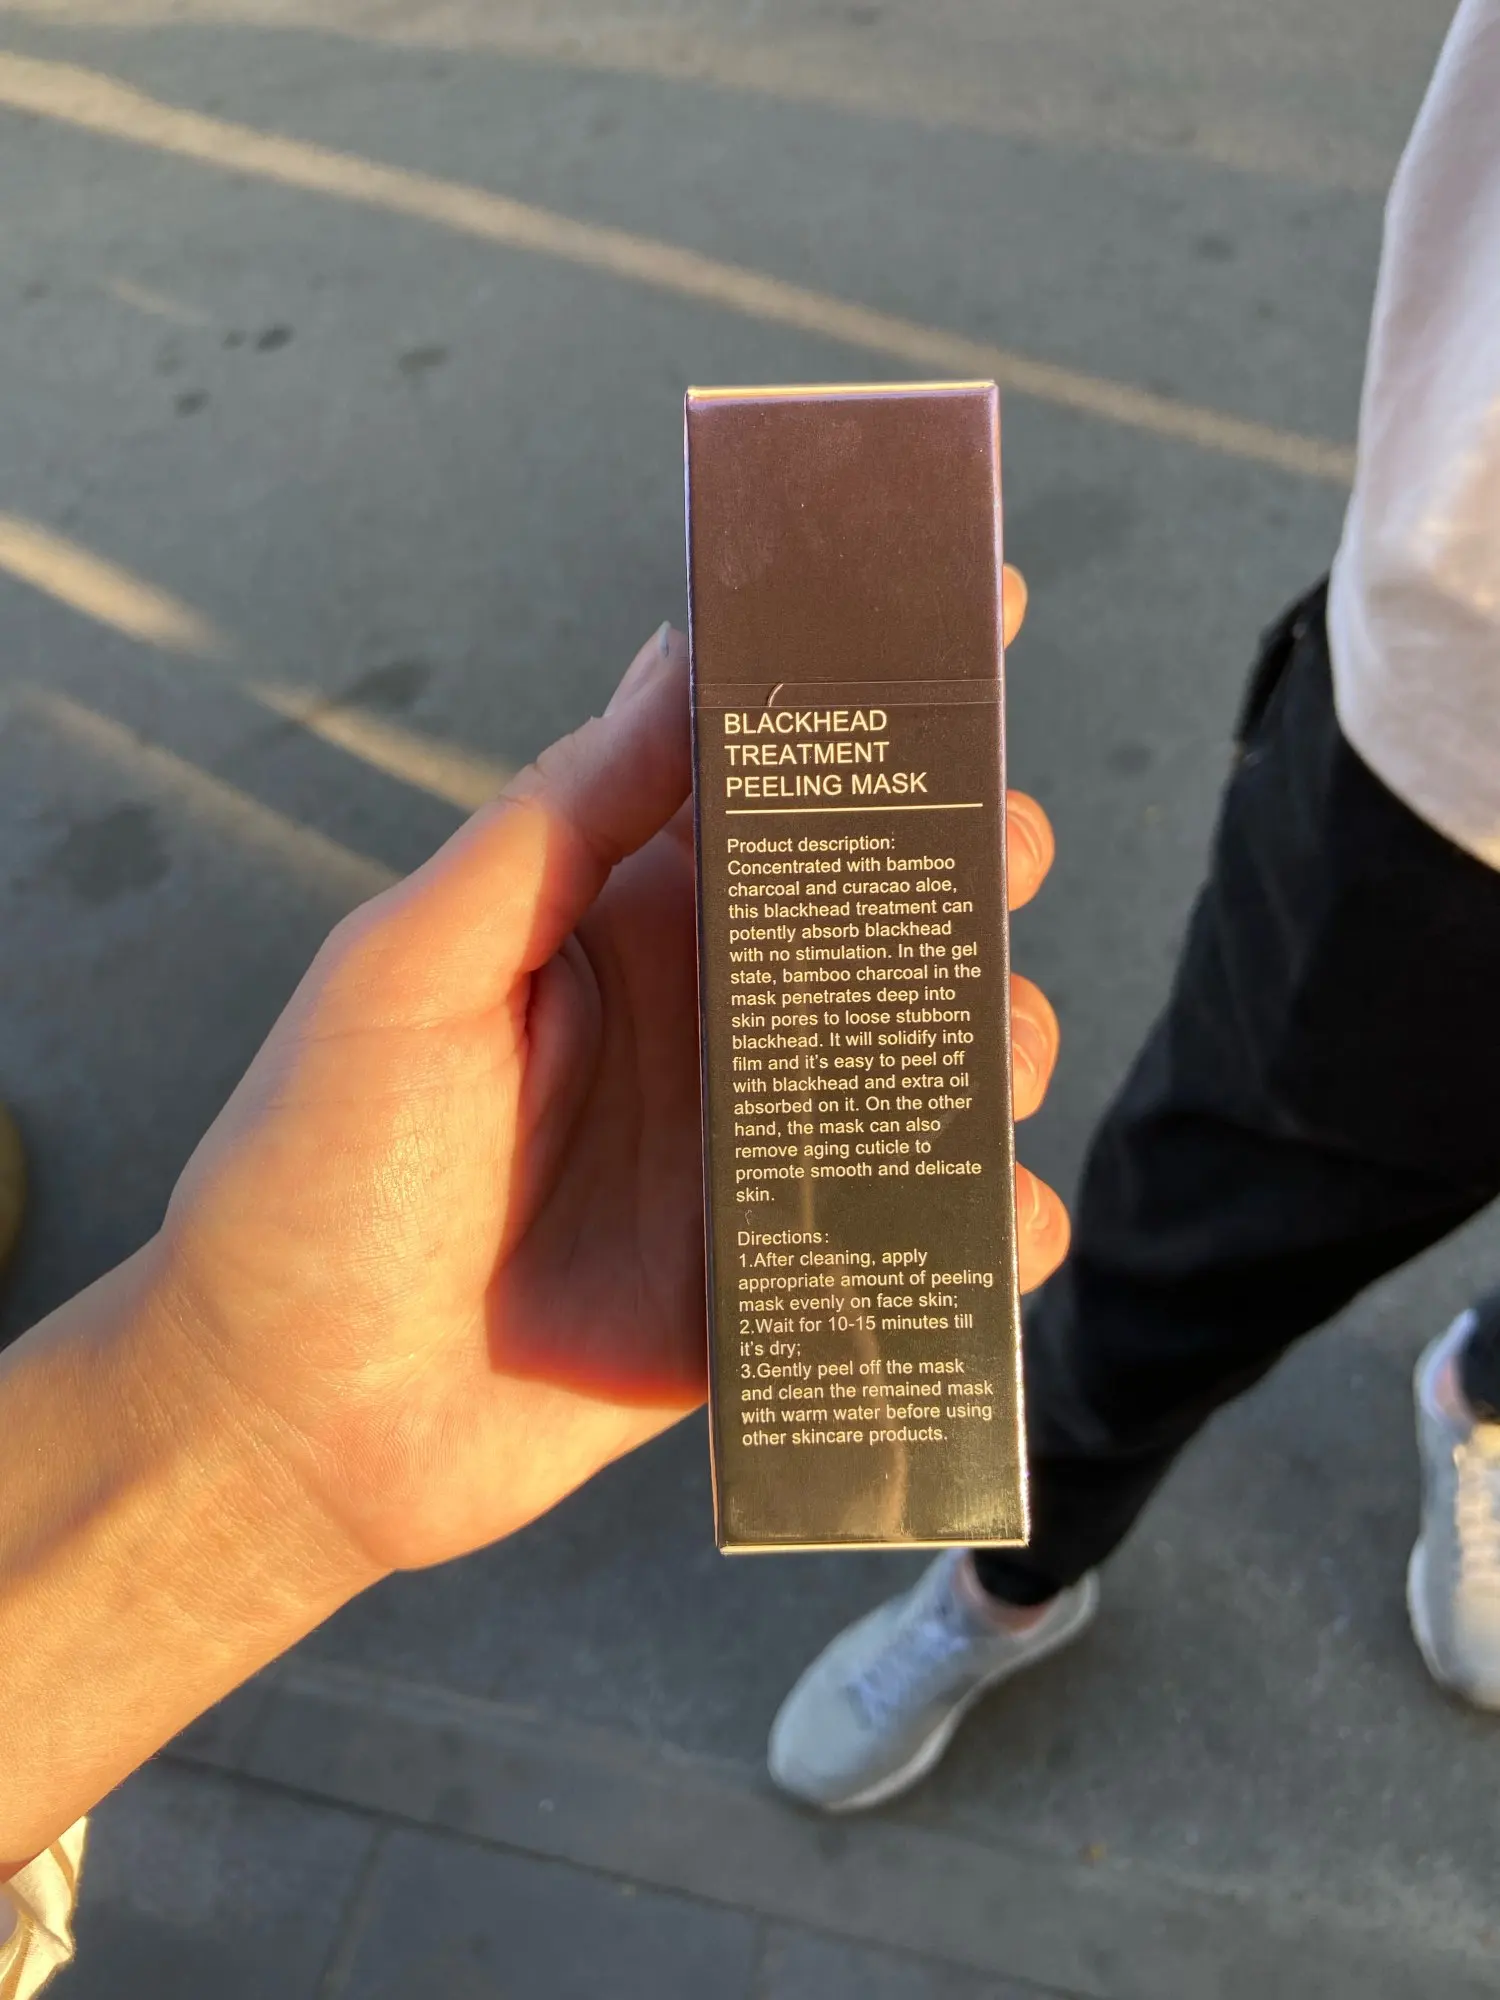 BLACKHEAD
TREATMENT
PEELING MASK
Product description:
Concentrated with bamboo
charcoal and curacao aloe,
this blackhead treatment can
potently absorb blackhead
with no stimulation. In the gel
state, bamboo charcoal in the
mask penetrates deep into
skin pores to loose stubborn
blackhead. It will solidify into
film and it's easy to peel off
with blackhead and extra oil
absorbed on it. On the other
hand, the mask can also
remove aging cuticle to
promote smooth and delicate
skin.
Directions:
1.After cleaning, apply
appropriate amount of peeling
mask evenly on face skin;
2.Wait for 10-15 minutes till
it's dry;
3.Gently peel off the mask
and clean the remained mask
with warm water before using
other skincare products.